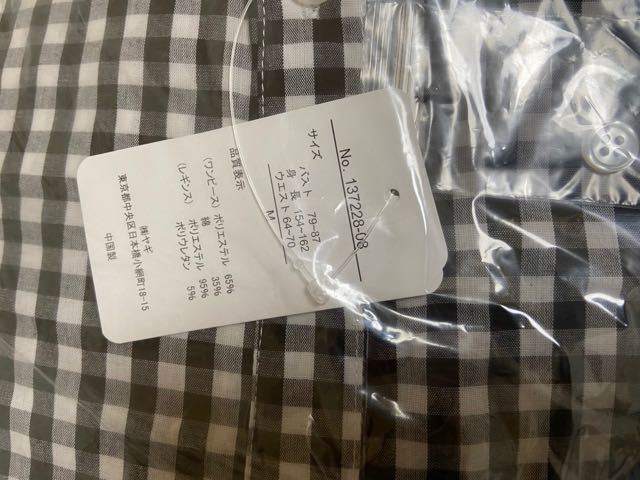 No. 137228-08
サイズ
バスト 79~87
身長 154~162
ウエスト 64~70
M
品質表示
(ワンピース) ポリエステル 65%
綿 35%
(レギンス) ポリエステル 95%
ポリウレタン 5%
㈱ヤギ
東京都中央区日本橋小網町18-15
中国製